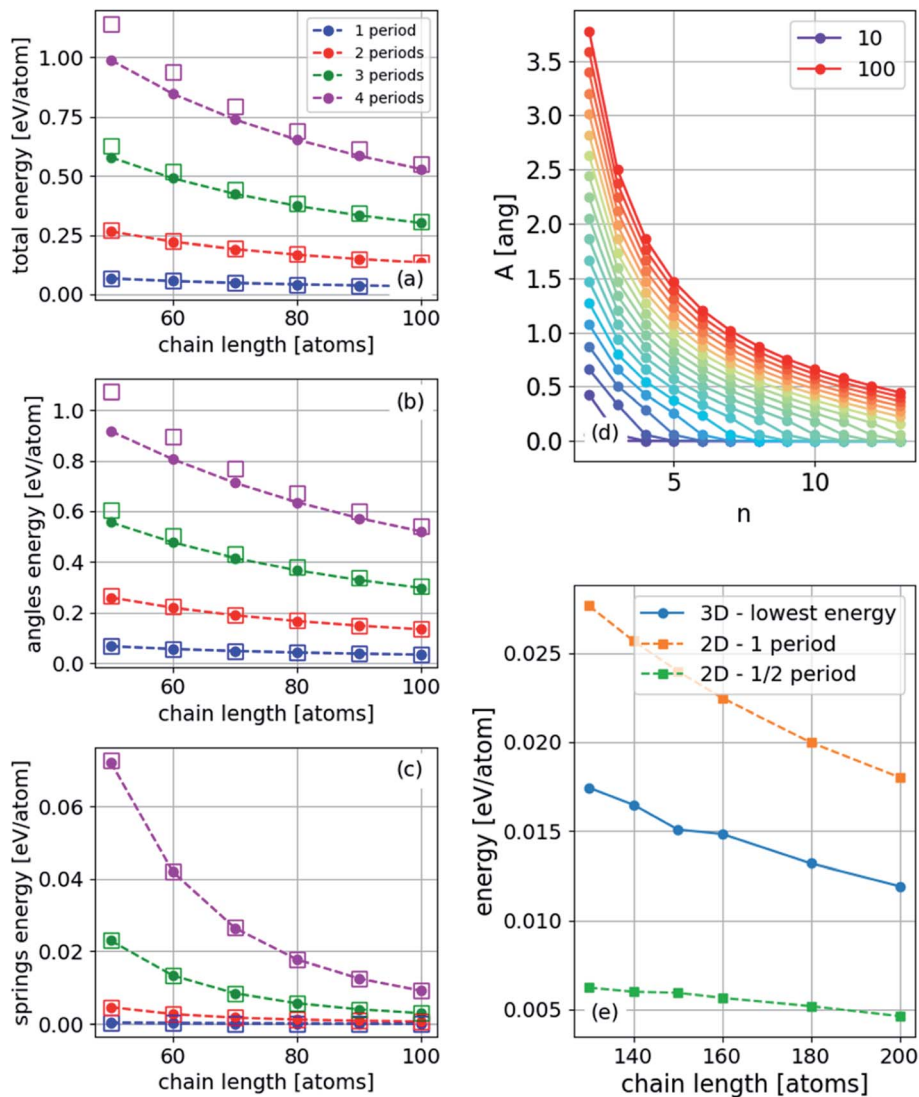 total energy [eV/atom]
1.00
0.75
0.50
0.25
0.00
1 period
2 periods
3 periods
4 periods
(a)
60
80
100
chain length [atoms]
angles energy [eV/atom]
1.0
0.8
0.6
0.4
0.2
0.0
(b)
60
80
100
chain length [atoms]
springs energy [eV/atom]
0.06
0.04
0.02
0.00
(c)
60
80
100
chain length [atoms]
A [ang]
3.5
3.0
2.5
2.0
1.5
1.0
0.5
0.0
10
100
(d)
5
10
n
energy [eV/atom]
0.025
0.020
0.015
0.010
0.005
3D - lowest energy
2D - 1 period
2D - 1/2 period
(e)
140
160
180
200
chain length [atoms]